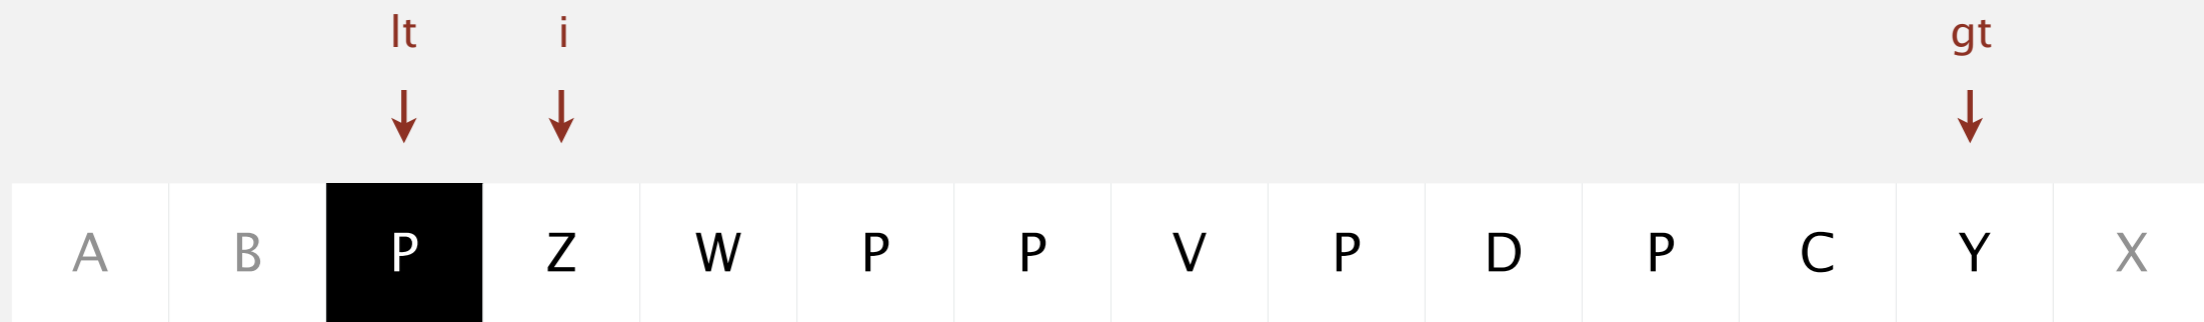 lt i gt
A B P Z W P P V P D P C Y X